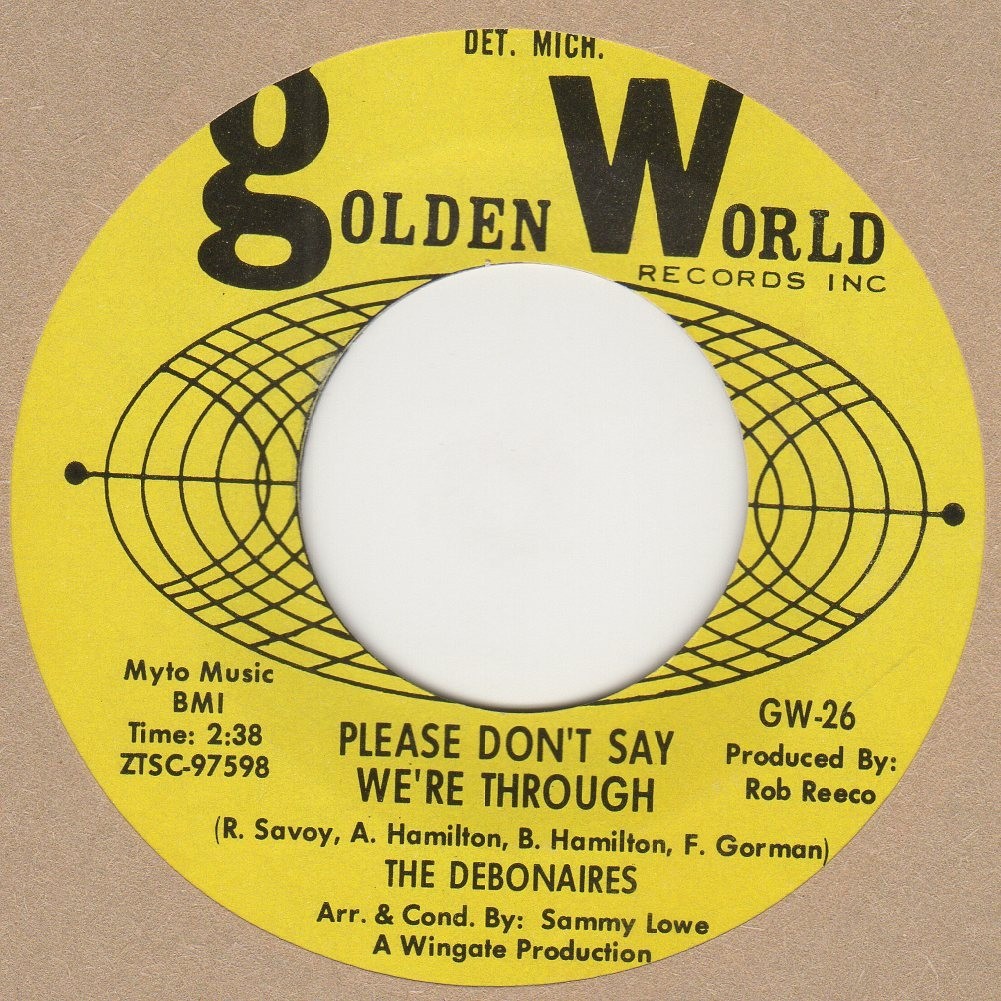 DET. MICH.
gOLDEN WORLD
RECORDS INC
Myto Music
BMI
Time: 2:38
ZTSC-97598
GW-26
Produced By:
Rob Reeco
PLEASE DON'T SAY
WE'RE THROUGH
(R. Savoy, A. Hamilton, B. Hamilton, F. Gorman)
THE DEBONAIRES
Arr. & Cond. By: Sammy Lowe
A Wingate Production